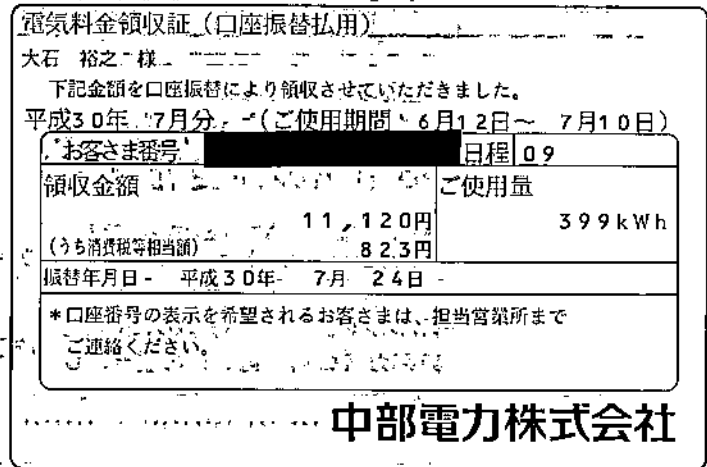 電気料金領収証（口座振替払用）
大石 裕之 様
下記金額を口座振替により領収させていただきました。
平成30年 7月分 （ご使用期間 6月12日～ 7月10日）
お客さま番号 日程 09
領収金額 ご使用量
11,120円 399kWh
（うち消費税等相当額） 823円
振替年月日 平成30年 7月 24日
＊口座番号の表示を希望されるお客さまは、担当営業所まで
ご連絡ください。
中部電力株式会社